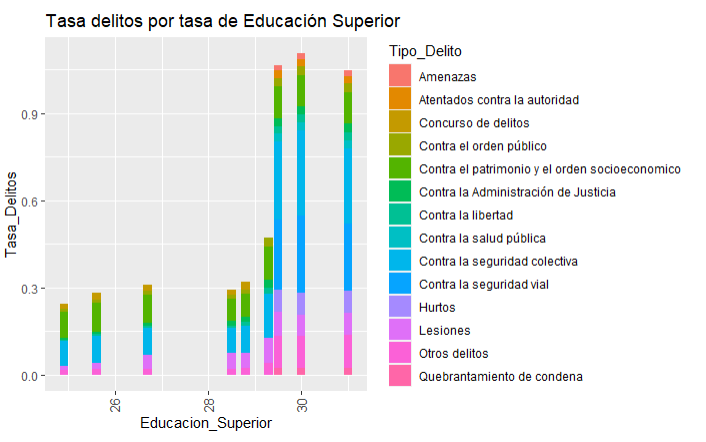 Tasa delitos por tasa de Educación Superior
Tasa_Delitos
0.9
0.6
0.3
0.0
26
28
30
Educacion_Superior
Tipo_Delito
Amenazas
Atentados contra la autoridad
Concurso de delitos
Contra el orden público
Contra el patrimonio y el orden socioeconomico
Contra la Administración de Justicia
Contra la libertad
Contra la salud pública
Contra la seguridad colectiva
Contra la seguridad vial
Hurtos
Lesiones
Otros delitos
Quebrantamiento de condena